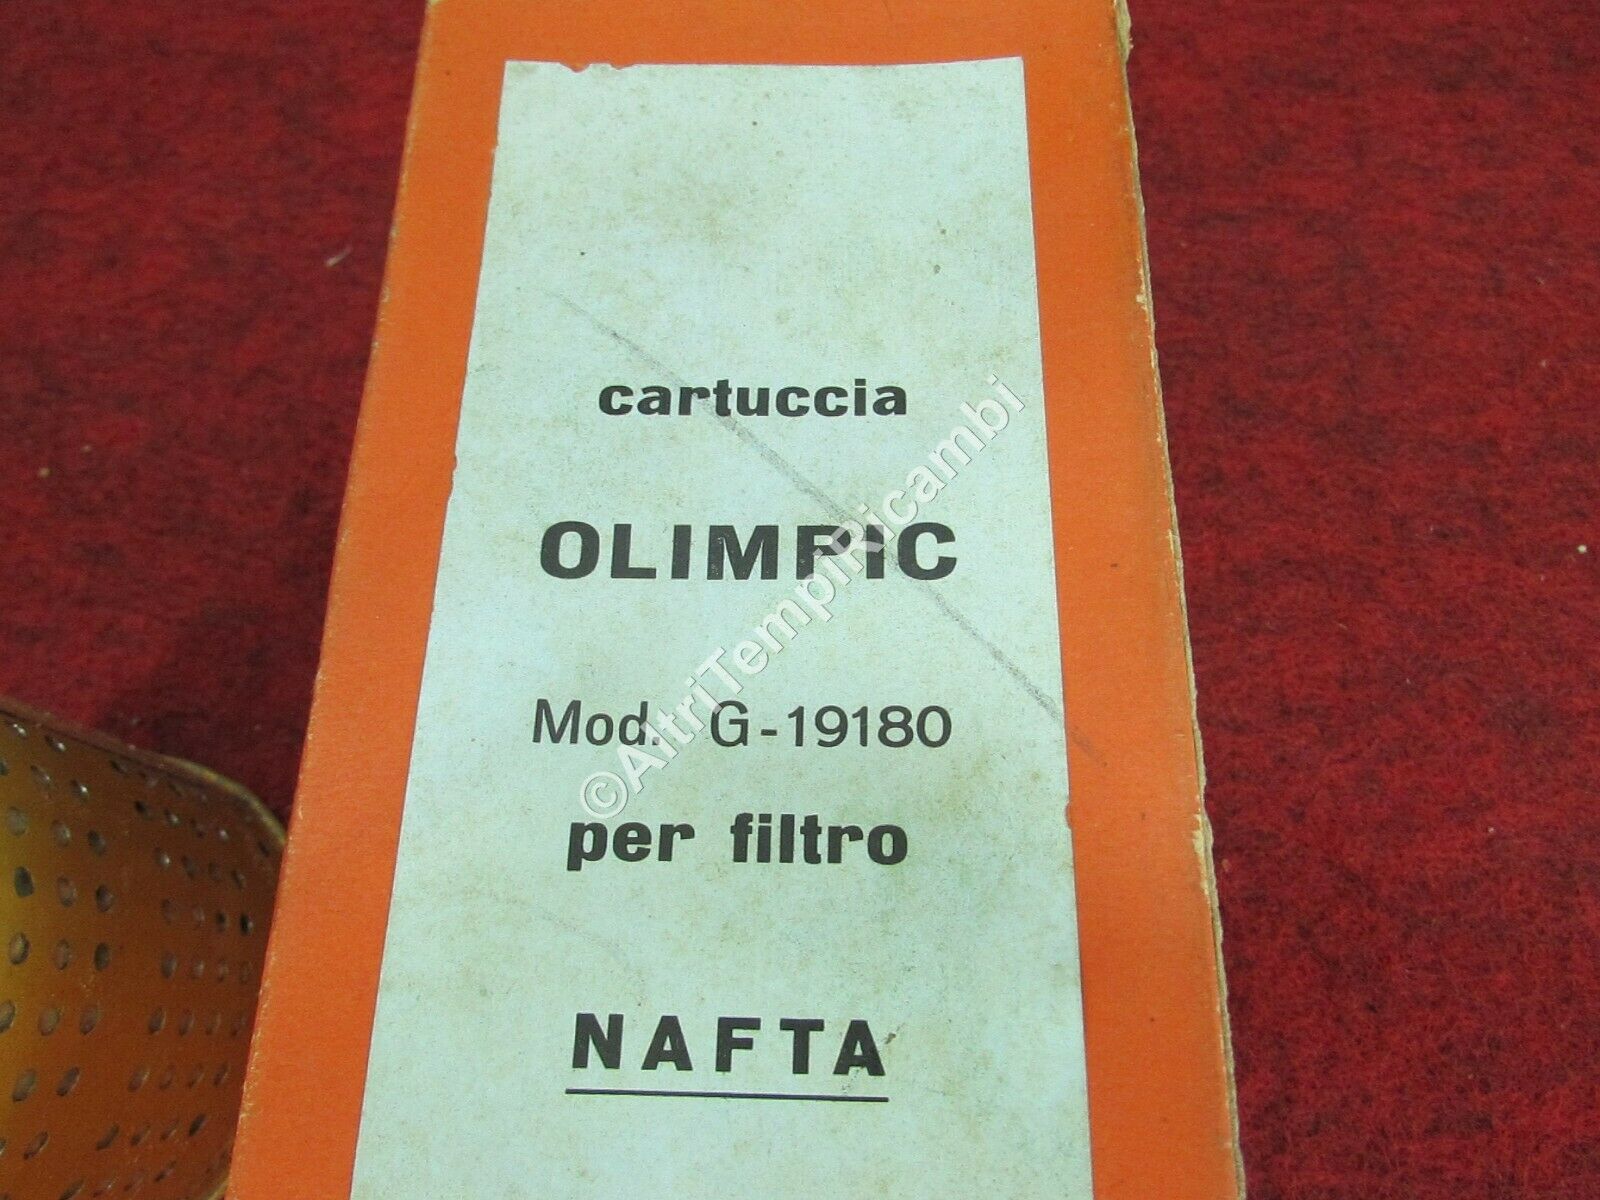 cartuccia
OLIMPIC
Mod. G-19180
per filtro
NAFTA
©AltriTempiRicambi